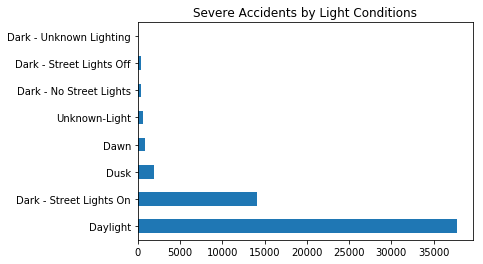 Severe Accidents by Light Conditions
Dark - Unknown Lighting
Dark - Street Lights Off
Dark - No Street Lights
Unknown-Light
Dawn
Dusk
Dark - Street Lights On
Daylight
0 5000 10000 15000 20000 25000 30000 35000